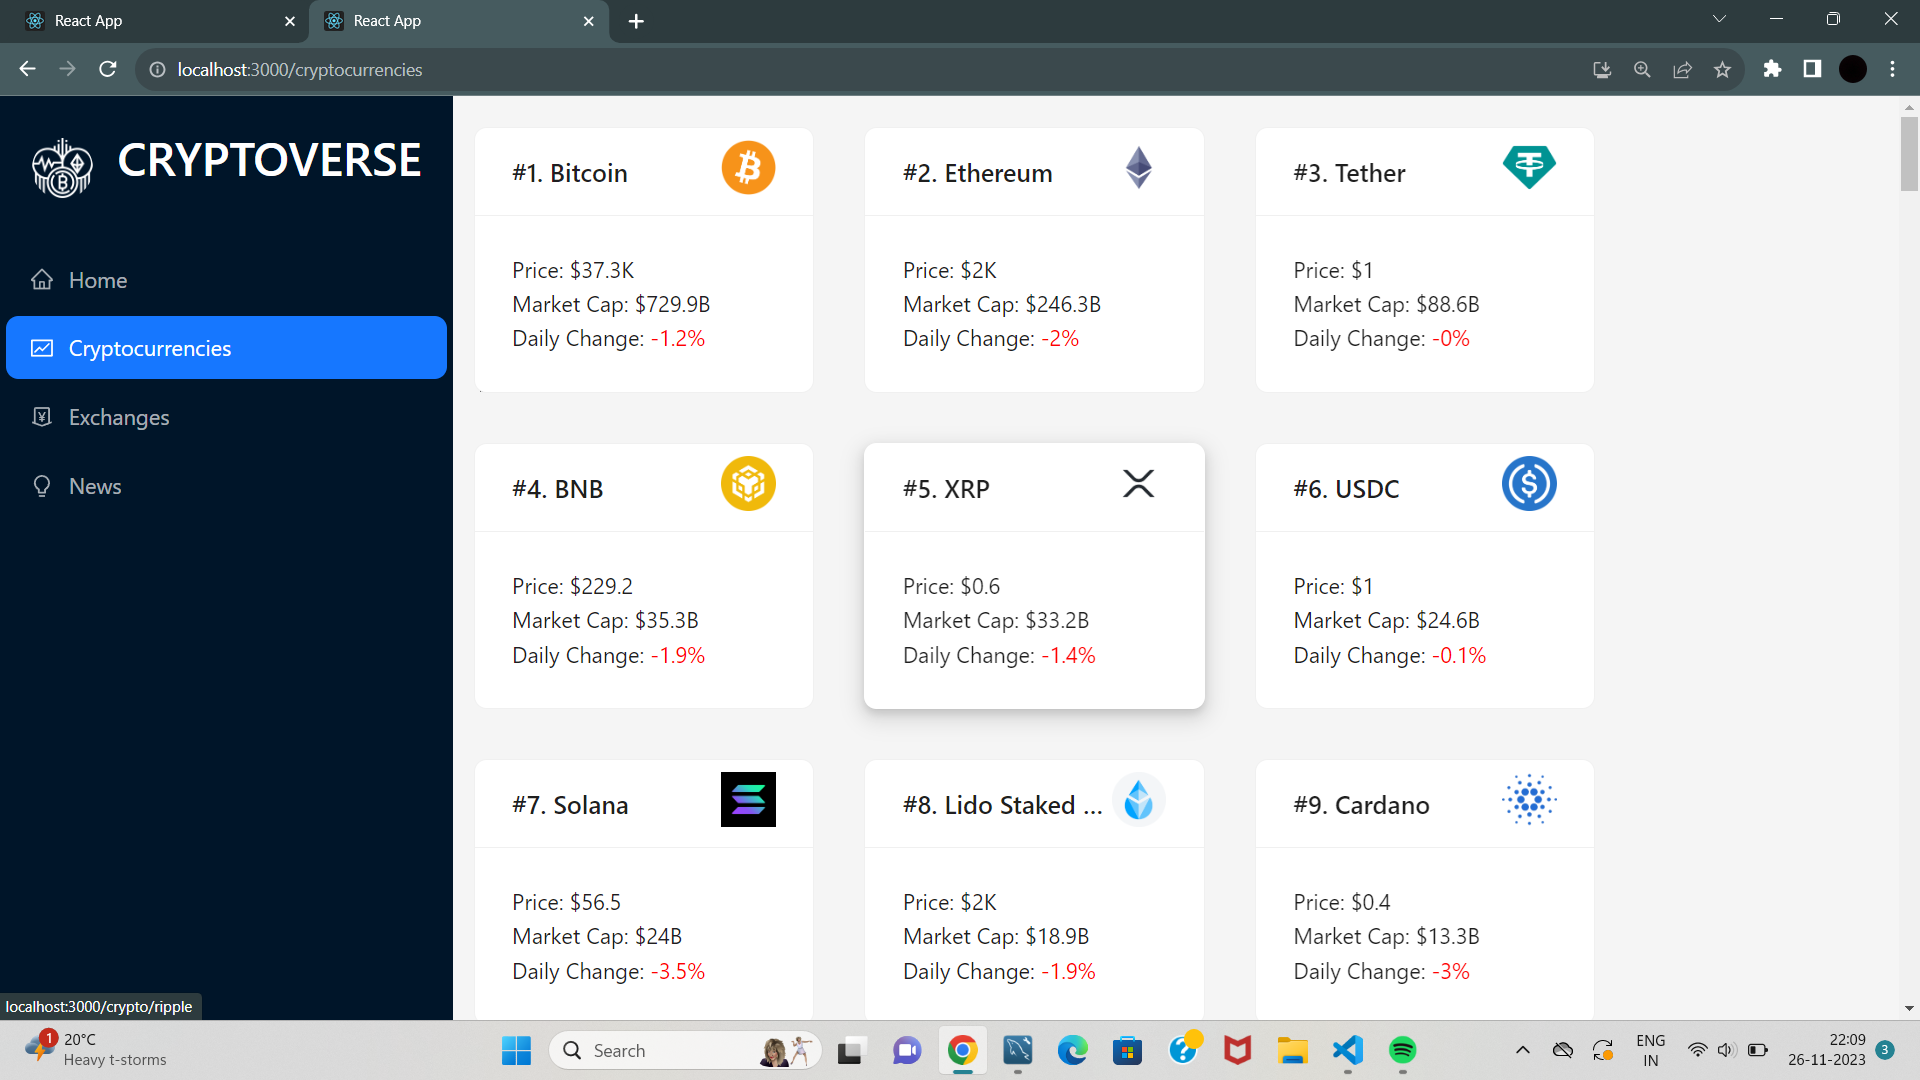 React App
React App
localhost:3000/cryptocurrencies
CRYPTOVERSE
Home
Cryptocurrencies
Exchanges
News
#1. Bitcoin
Price: $37.3K
Market Cap: $729.9B
Daily Change: -1.2%
#2. Ethereum
Price: $2K
Market Cap: $246.3B
Daily Change: -2%
#3. Tether
Price: $1
Market Cap: $88.6B
Daily Change: -0%
#4. BNB
Price: $229.2
Market Cap: $35.3B
Daily Change: -1.9%
#5. XRP
Price: $0.6
Market Cap: $33.2B
Daily Change: -1.4%
#6. USDC
Price: $1
Market Cap: $24.6B
Daily Change: -0.1%
#7. Solana
Price: $56.5
Market Cap: $24B
Daily Change: -3.5%
#8. Lido Staked ...
Price: $2K
Market Cap: $18.9B
Daily Change: -1.9%
#9. Cardano
Price: $0.4
Market Cap: $13.3B
Daily Change: -3%
localhost:3000/crypto/ripple
1
20°C
Heavy t-storms
Search
ENG
IN
22:09
26-11-2023
3